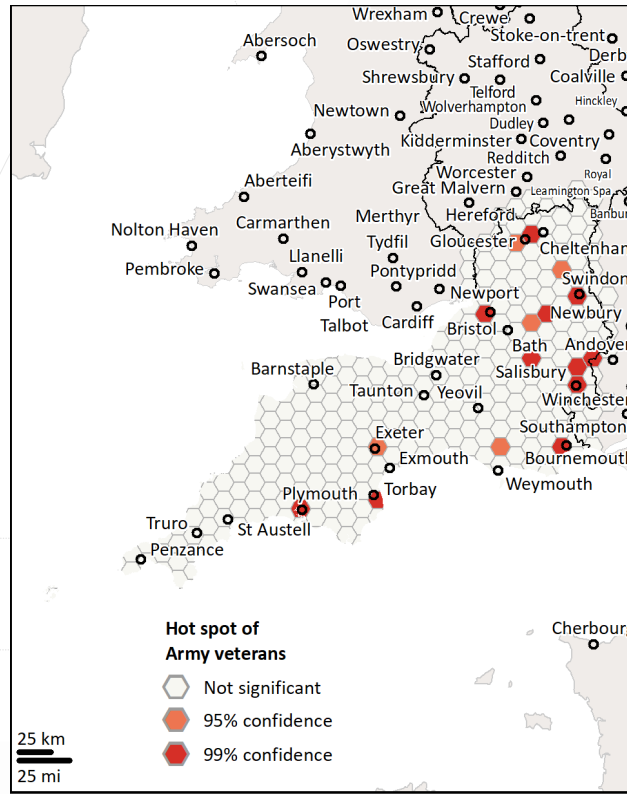 Wrexham
Crewe
Abersoch
Oswestry
Stoke-on-trent
Derb
Stafford
Shrewsbury
Coalville
Telford
Hinckley
Wolverhampton
Newtown
Dudley
Aberystwyth
Kidderminster
Coventry
Redditch
Royal
Worcester
Leamington Spa
Aberteifi
Great Malvern
Banbur
Merthyr
Tydfil
Hereford
Carmarthen
Nolton Haven
Gloucester
Cheltenham
Llanelli
Pembroke
Pontypridd
Swindon
Swansea
Newport
Port
Talbot
Newbury
Cardiff
Bristol
Bath
Andover
Bridgwater
Barnstaple
Salisbury
Taunton
Yeovil
Winchester
Southampton
Exeter
Exmouth
Bournemouth
Weymouth
Plymouth
Torbay
Truro
St Austell
Penzance
Cherbourg
Hot spot of
Army veterans
Not significant
95% confidence
99% confidence
25 km
25 mi